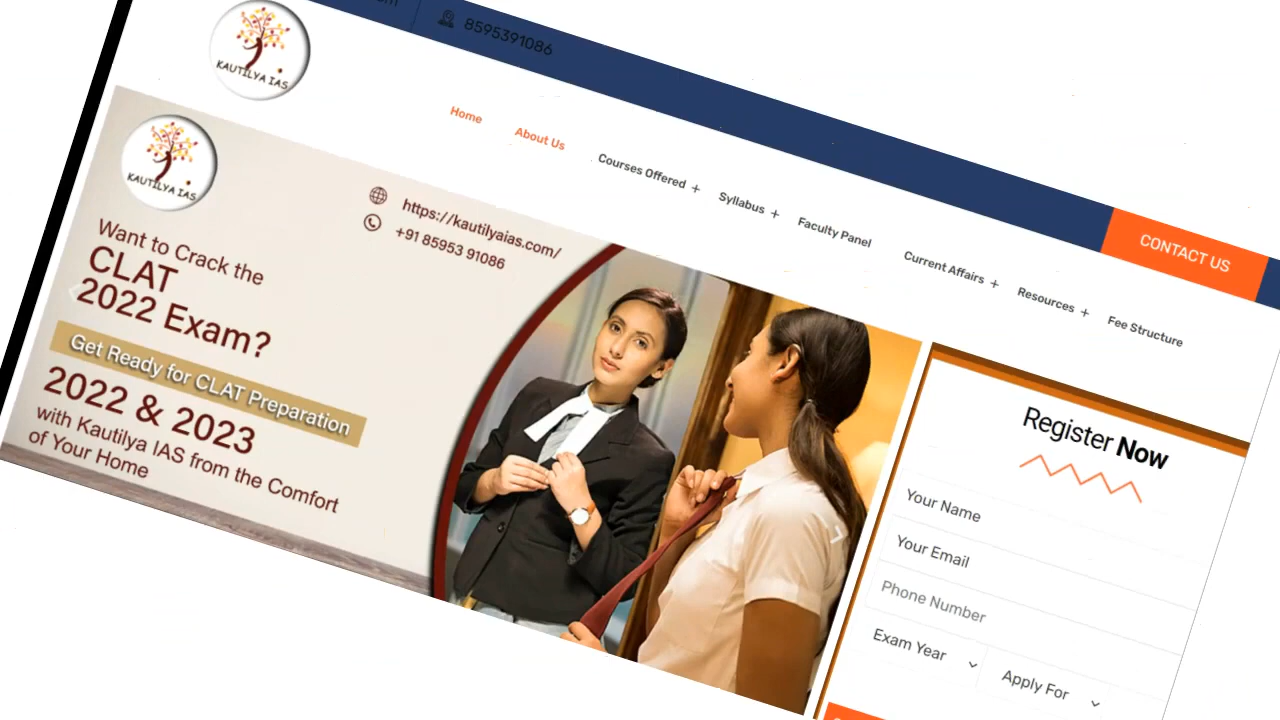 8595391086
KAUTILYA IAS
Home
About Us
Courses Offered +
Syllabus +
Faculty Panel
Current Affairs +
Resources +
Fee Structure
CONTACT US
KAUTILYA IAS
https://kautilyaias.com/
+91 85953 91086
Want to Crack the
CLAT
2022 Exam?
Get Ready for CLAT Preparation
2022 & 2023
with Kautilya IAS from the Comfort
of Your Home
Register Now
Your Name
Your Email
Phone Number
Exam Year
Apply For